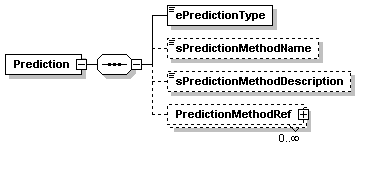 ePredictionType
Prediction
sPredictionMethodName
sPredictionMethodDescription
PredictionMethodRef
0..∞